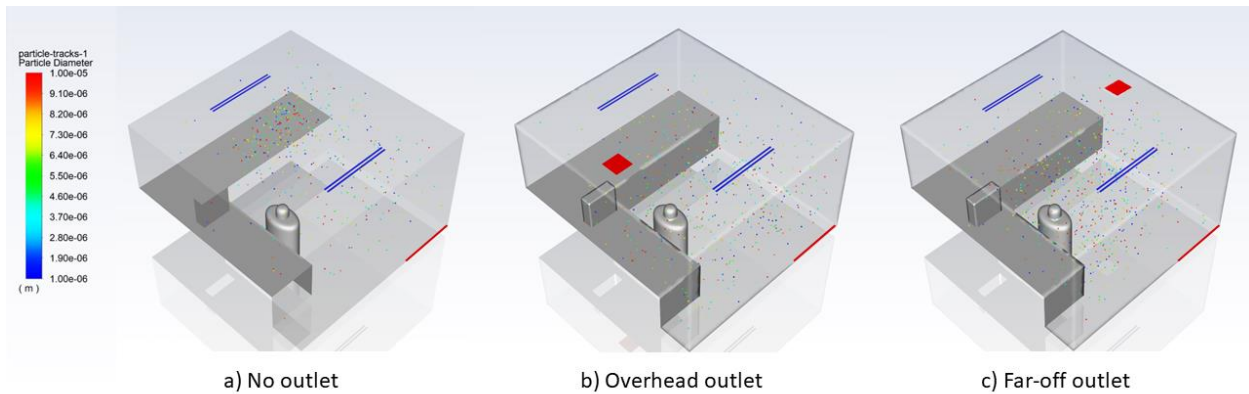 particle-tracks-1
Particle Diameter
1.00e-05
9.10e-06
8.20e-06
7.30e-06
6.40e-06
5.50e-06
4.60e-06
3.70e-06
2.80e-06
1.90e-06
1.00e-06
( m )
a) No outlet
b) Overhead outlet
c) Far-off outlet